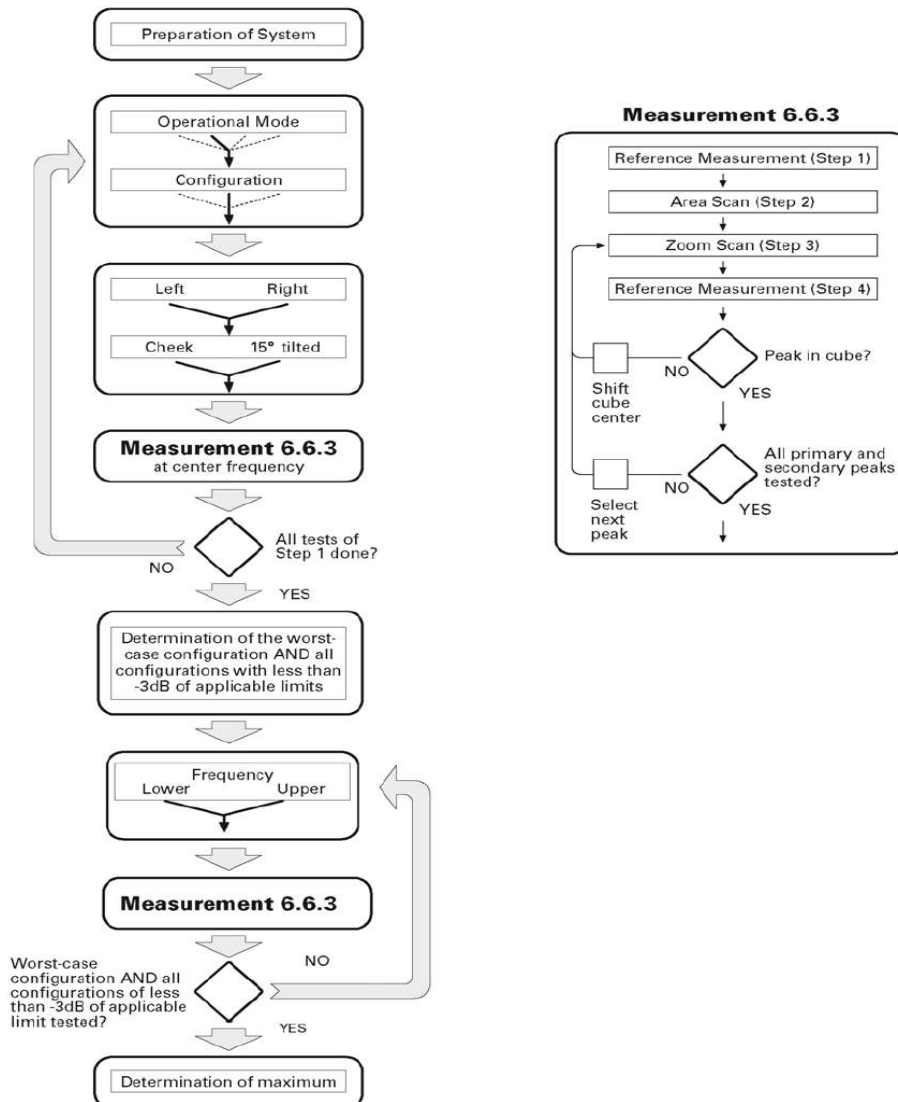 Preparation of System
Operational Mode
Configuration
Left Right
Cheek 15° tilted
Measurement 6.6.3
at center frequency
All tests of
Step 1 done?
NO
YES
Determination of the worst-
case configuration AND all
configurations with less than
-3dB of applicable limits
Frequency
Lower Upper
Measurement 6.6.3
Worst-case
configuration AND all
configurations of less
than -3dB of applicable
limit tested?
NO
YES
Determination of maximum
Measurement 6.6.3
Reference Measurement (Step 1)
Area Scan (Step 2)
Zoom Scan (Step 3)
Reference Measurement (Step 4)
Peak in cube?
NO
YES
Shift
cube
center
All primary and
secondary peaks
tested?
NO
YES
Select
next
peak